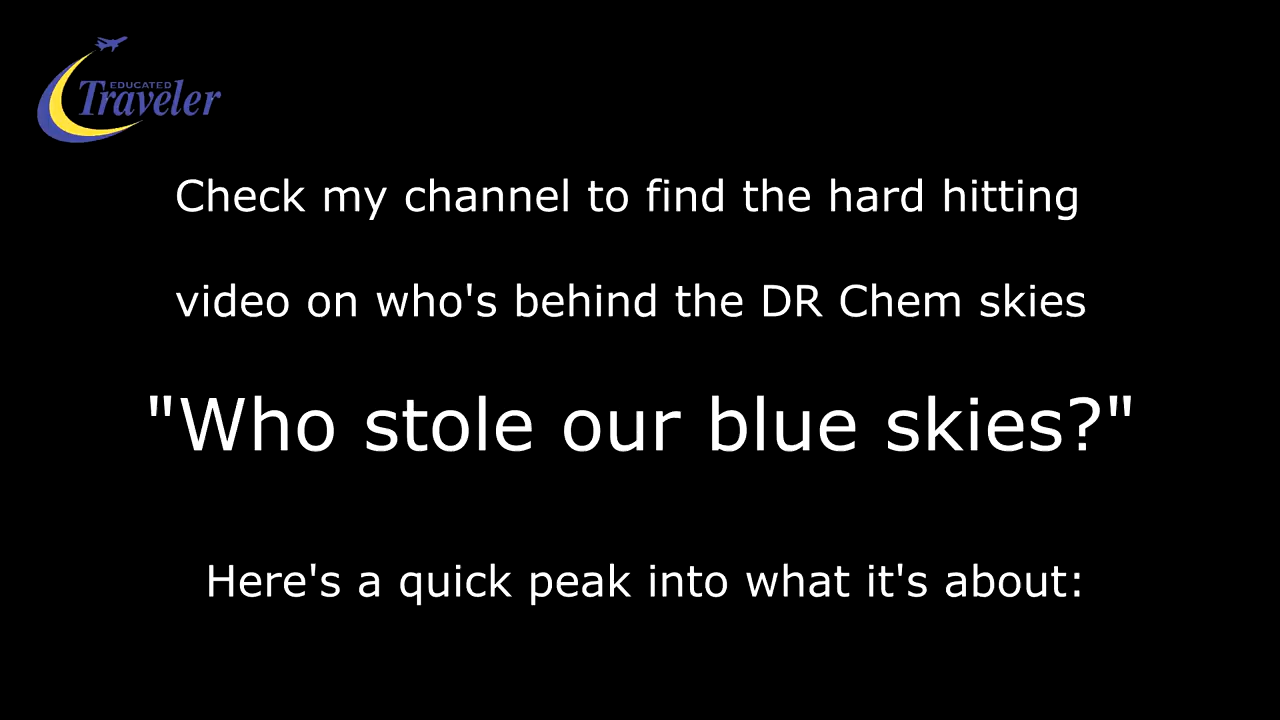 EDUCATED
Traveler
Check my channel to find the hard hitting
video on who's behind the DR Chem skies
"Who stole our blue skies?"
Here's a quick peak into what it's about: